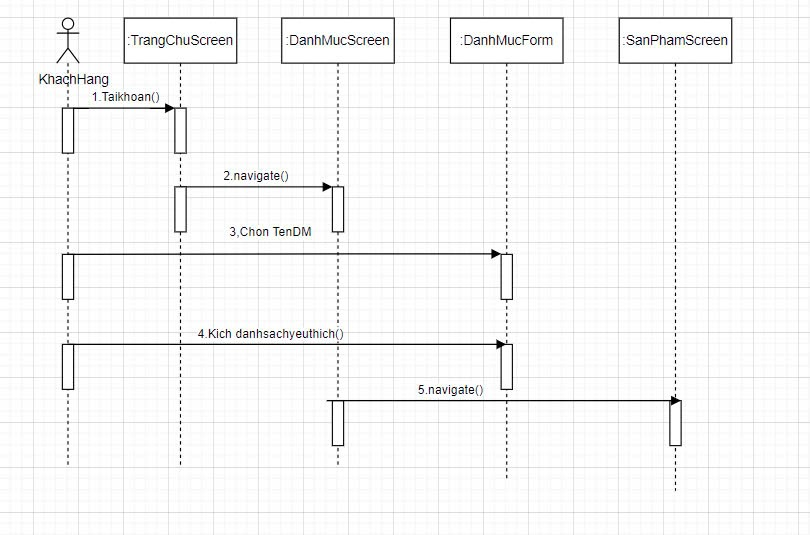 :TrangChuScreen
:DanhMucScreen
:DanhMucForm
:SanPhamScreen
KhachHang
1.Taikhoan()
2.navigate()
3,Chon TenDM
4.Kich danhsachyeuthich()
5.navigate()